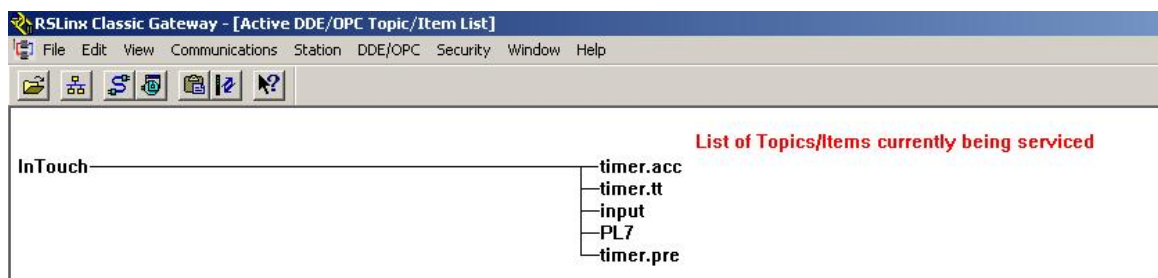 RSLinx Classic Gateway - [Active DDE/OPC Topic/Item List]
File Edit View Communications Station DDE/OPC Security Window Help
List of Topics/Items currently being serviced
InTouch timer.acc
timer.tt
input
PL7
timer.pre